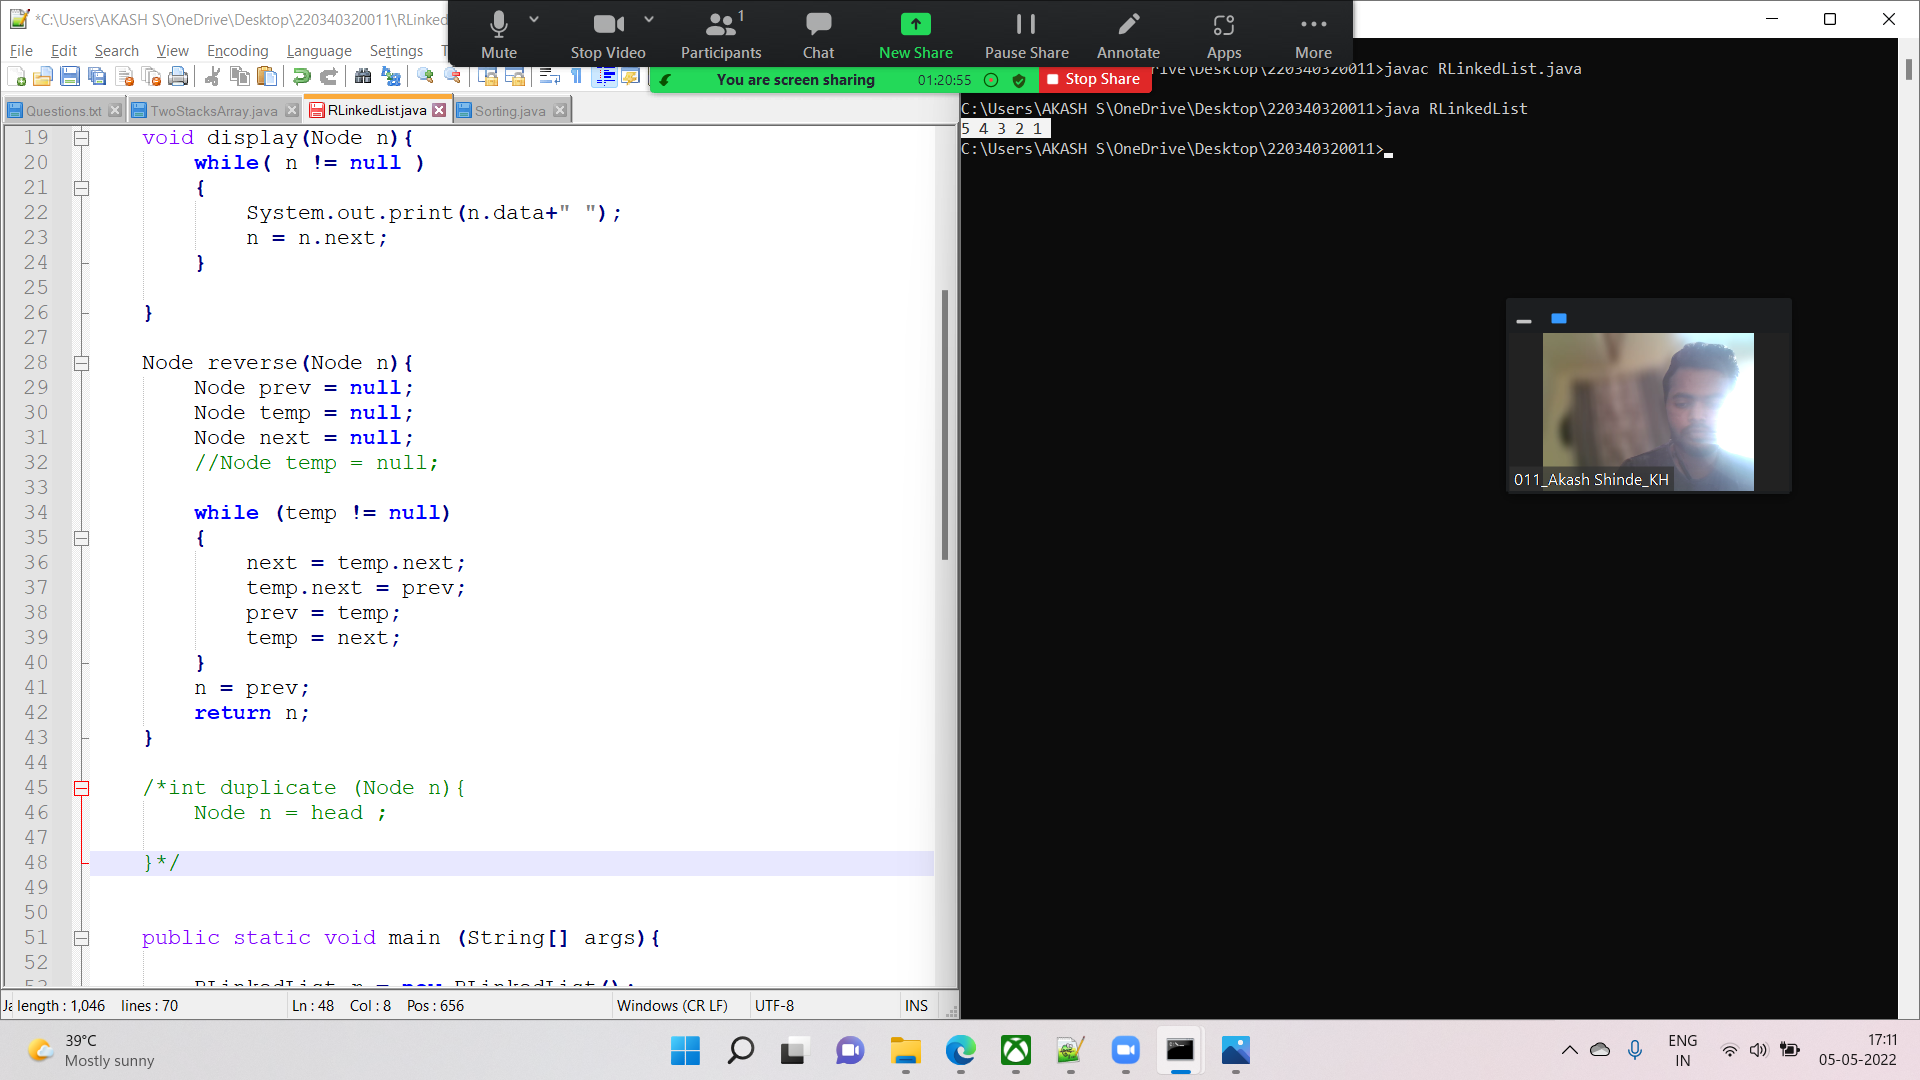 *C:\Users\AKASH S\OneDrive\Desktop\220340320011\RLinked
File Edit Search View Encoding Language Settings T
Mute
Stop Video
1
Participants
Chat
New Share
Pause Share
Annotate
Apps
More
You are screen sharing 01:20:55 Stop Share
Questions.txt TwoStacksArray.java RLinkedList.java Sorting.java
19 void display(Node n){
20 while( n != null )
21 {
22 System.out.print(n.data+" ");
23 n = n.next;
24 }
25
26 }
27
28 Node reverse(Node n){
29 Node prev = null;
30 Node temp = null;
31 Node next = null;
32 //Node temp = null;
33
34 while (temp != null)
35 {
36 next = temp.next;
37 temp.next = prev;
38 prev = temp;
39 temp = next;
40 }
41 n = prev;
42 return n;
43 }
44
45 /*int duplicate (Node n){
46 Node n = head ;
47
48 }*/
49
50
51 public static void main (String[] args){
52
53 RLinkedList r = new RLinkedList();
length : 1,046 lines : 70 Ln : 48 Col : 8 Pos : 656 Windows (CR LF) UTF-8 INS
Drive\Desktop\220340320011>javac RLinkedList.java
C:\Users\AKASH S\OneDrive\Desktop\220340320011>java RLinkedList
5 4 3 2 1
C:\Users\AKASH S\OneDrive\Desktop\220340320011>
011_Akash Shinde_KH
39°C
Mostly sunny
ENG
IN
17:11
05-05-2022